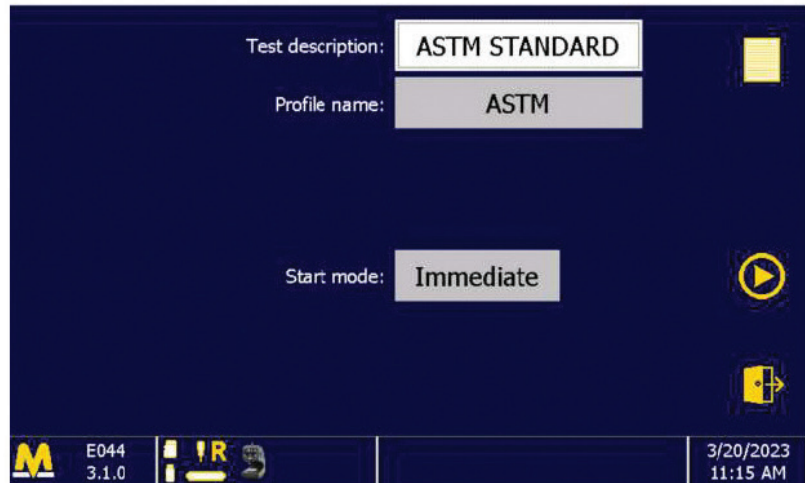 Test description: ASTM STANDARD
Profile name: ASTM
Start mode: Immediate
M E044 R 3/20/2023
3.1.0 11:15 AM